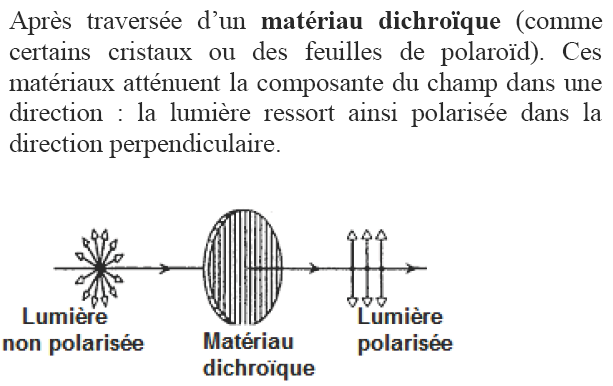 Après traversée d'un matériau dichroïque (comme
certains cristaux ou des feuilles de polaroïd). Ces
matériaux atténuent la composante du champ dans une
direction : la lumière ressort ainsi polarisée dans la
direction perpendiculaire.
Lumière
non polarisée
Matériau
dichroïque
Lumière
polarisée